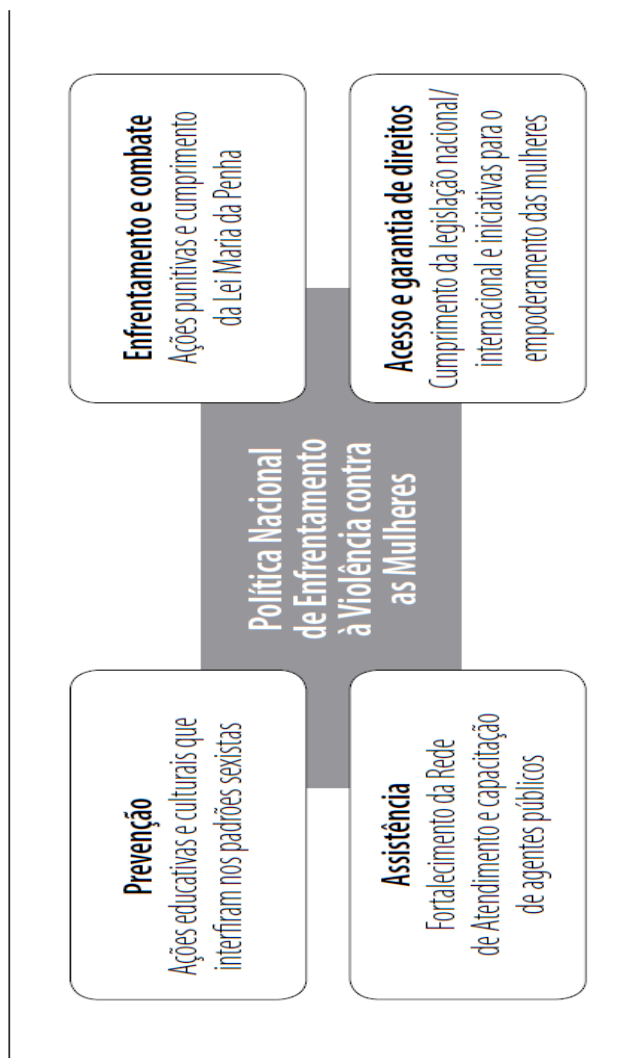 Prevenção
Ações educativas e culturais que
interfiram nos padrões sexistas
Enfrentamento e combate
Ações punitivas e cumprimento
da Lei Maria da Penha
Política Nacional
de Enfrentamento
à Violência contra
as Mulheres
Assistência
Fortalecimento da Rede
de Atendimento e capacitação
de agentes públicos
Acesso e garantia de direitos
Cumprimento da legislação nacional/
internacional e iniciativas para o
empoderamento das mulheres